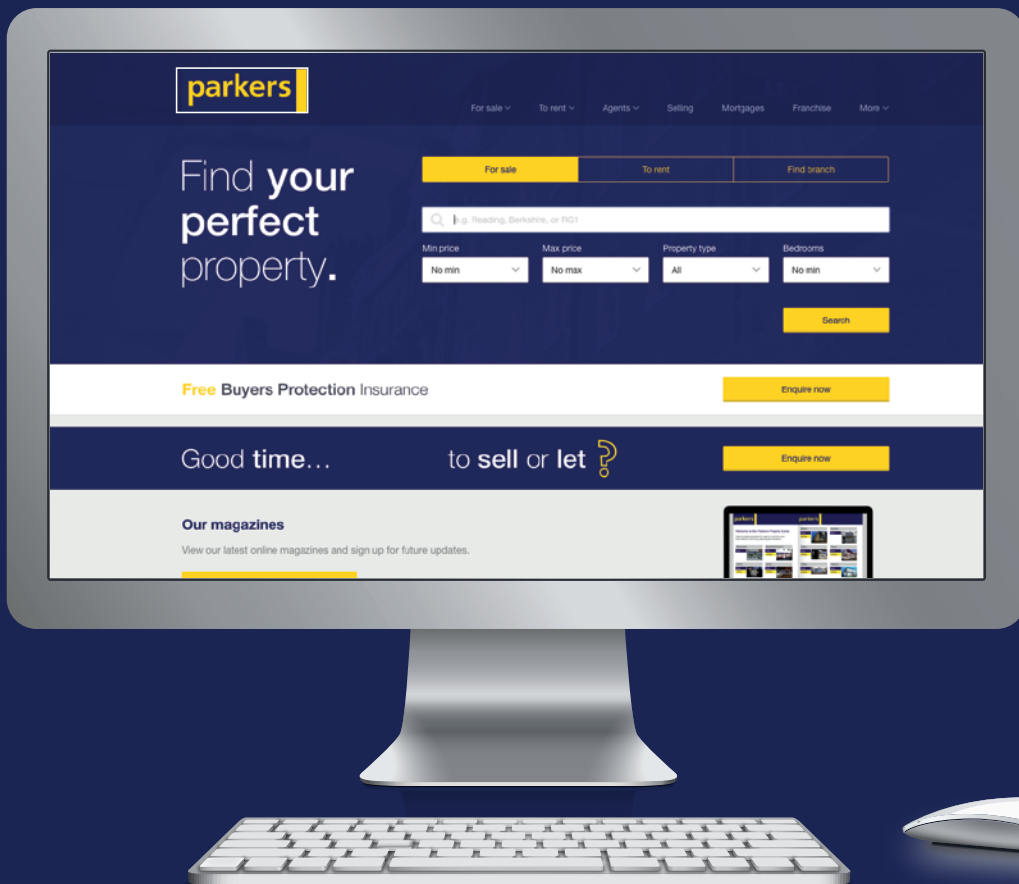 parkers
For sale To rent Agents Selling Mortgages Franchise More
Find your
perfect
property.
For sale To rent Find branch
e.g. Reading, Berkshire, or RG1
Min price Max price Property type Bedrooms
No min No max All No min
Search
Free Buyers Protection Insurance
Enquire now
Good time... to sell or let ?
Enquire now
Our magazines
View our latest online magazines and sign up for future updates.
parkers parkers